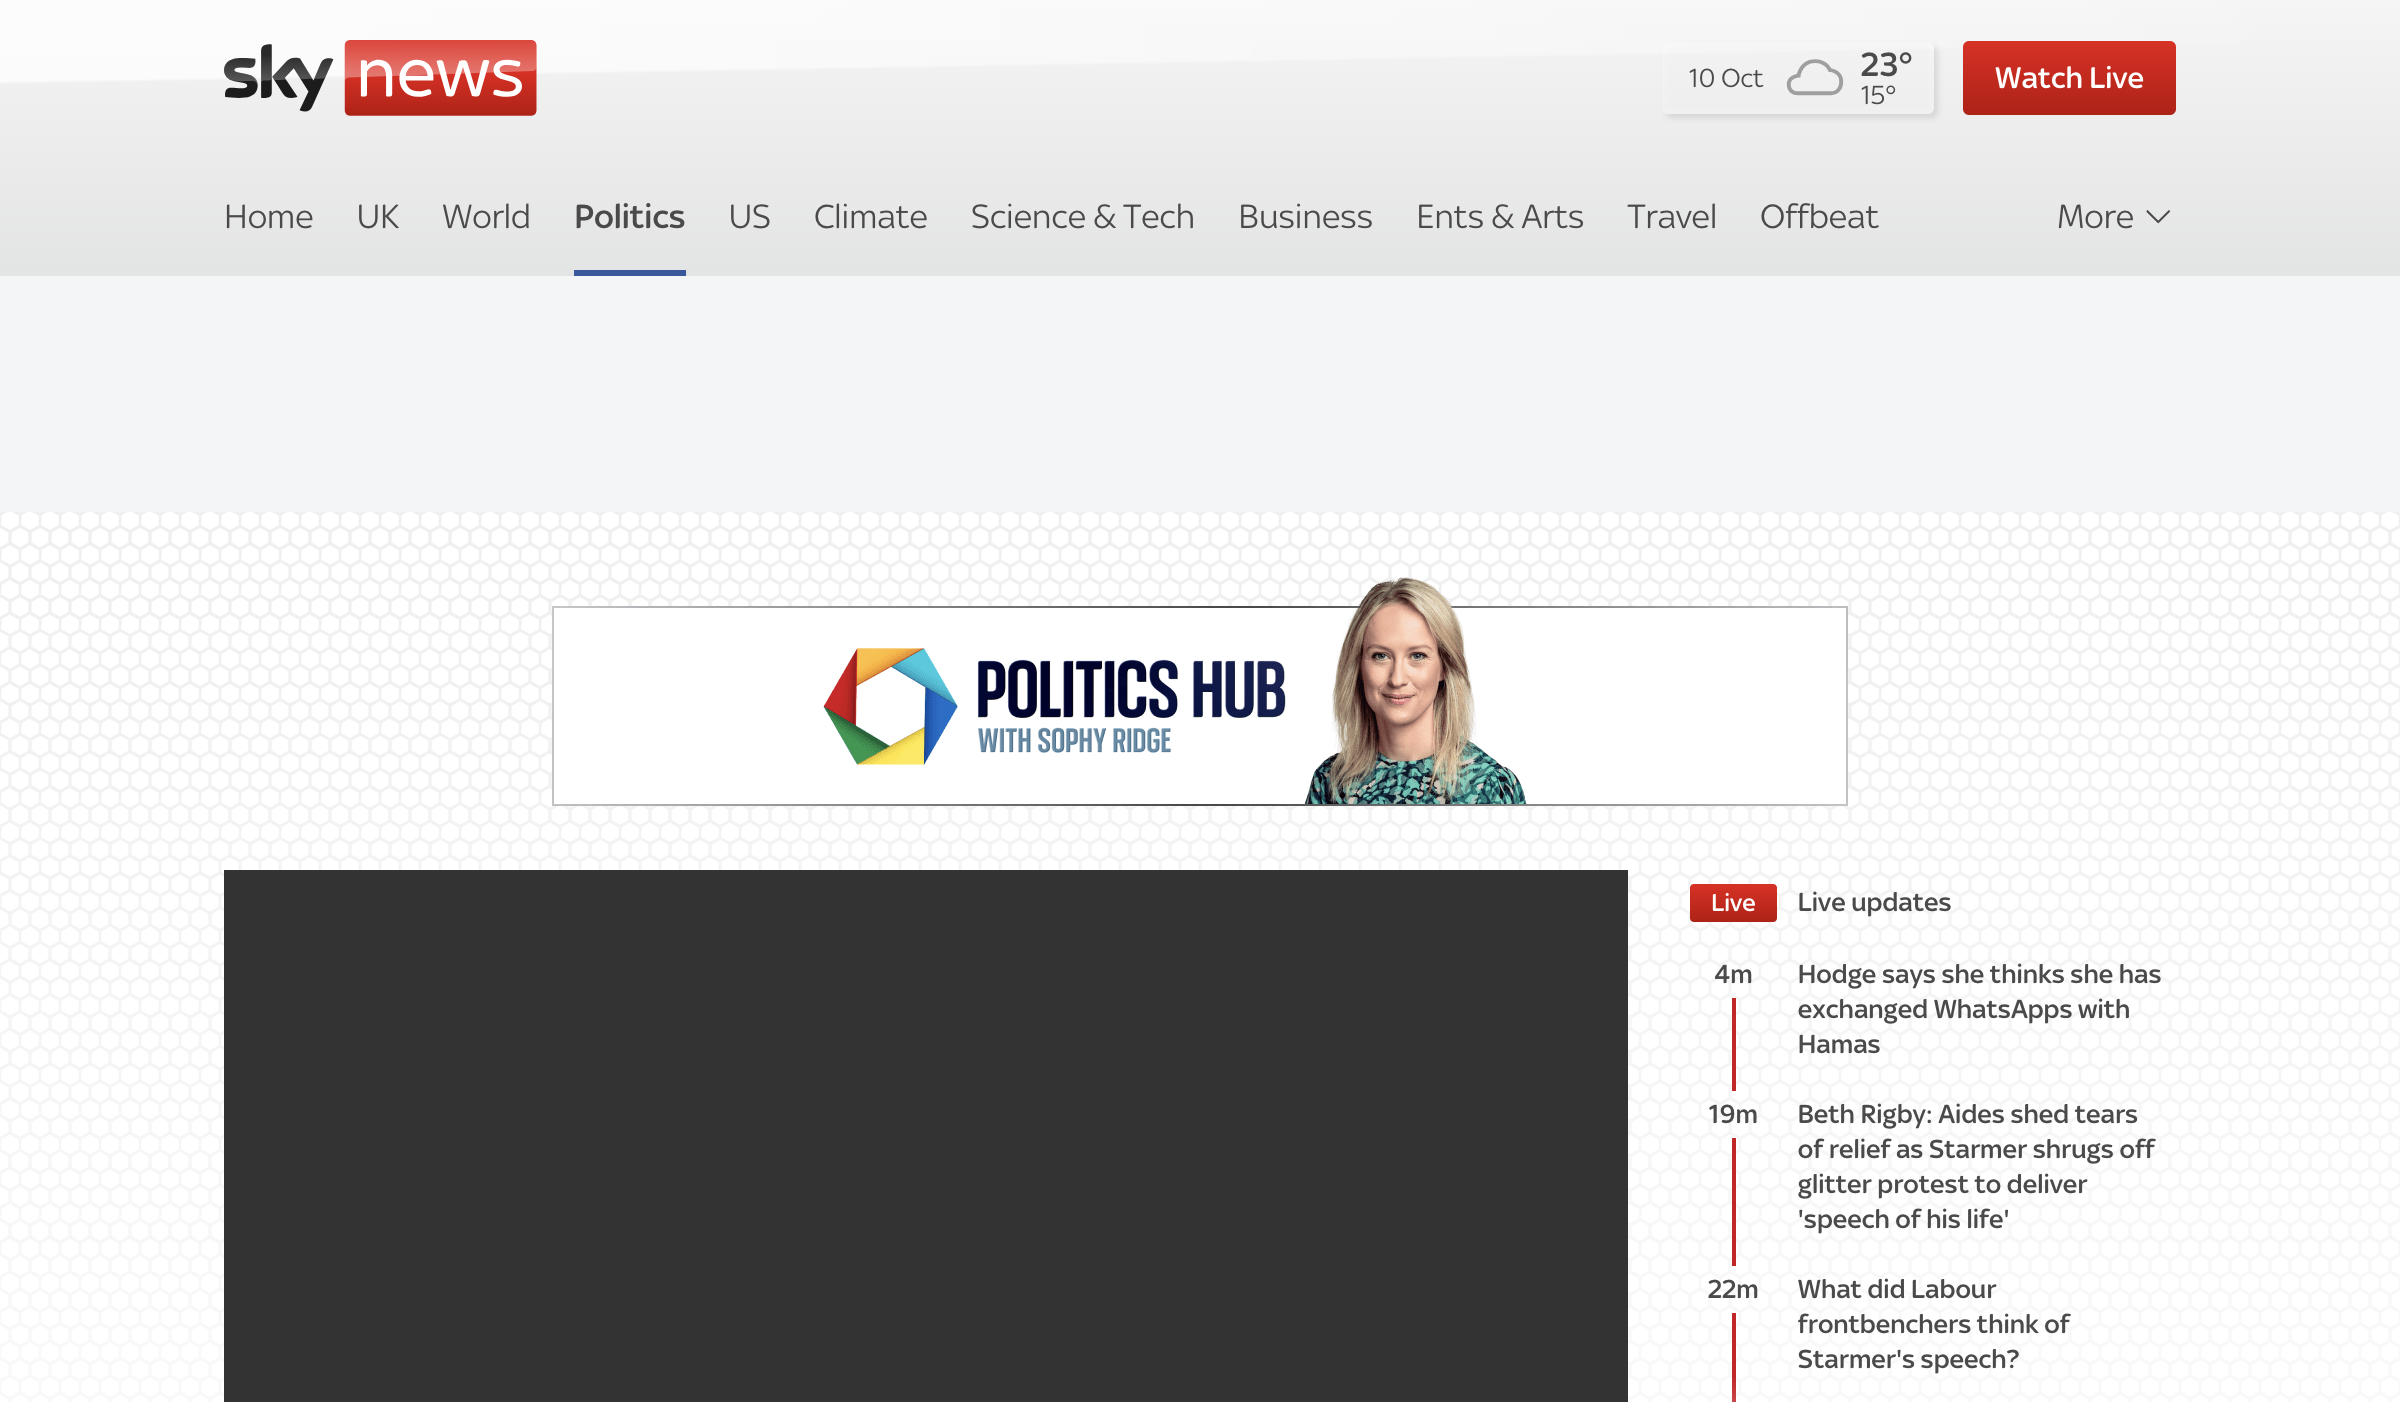 sky news
10 Oct
23°
15°
Watch Live
Home UK World Politics US Climate Science & Tech Business Ents & Arts Travel Offbeat More
POLITICS HUB
WITH SOPHY RIDGE
Live Live updates
4m Hodge says she thinks she has
exchanged WhatsApps with
Hamas
19m Beth Rigby: Aides shed tears
of relief as Starmer shrugs off
glitter protest to deliver
'speech of his life'
22m What did Labour
frontbenchers think of
Starmer's speech?